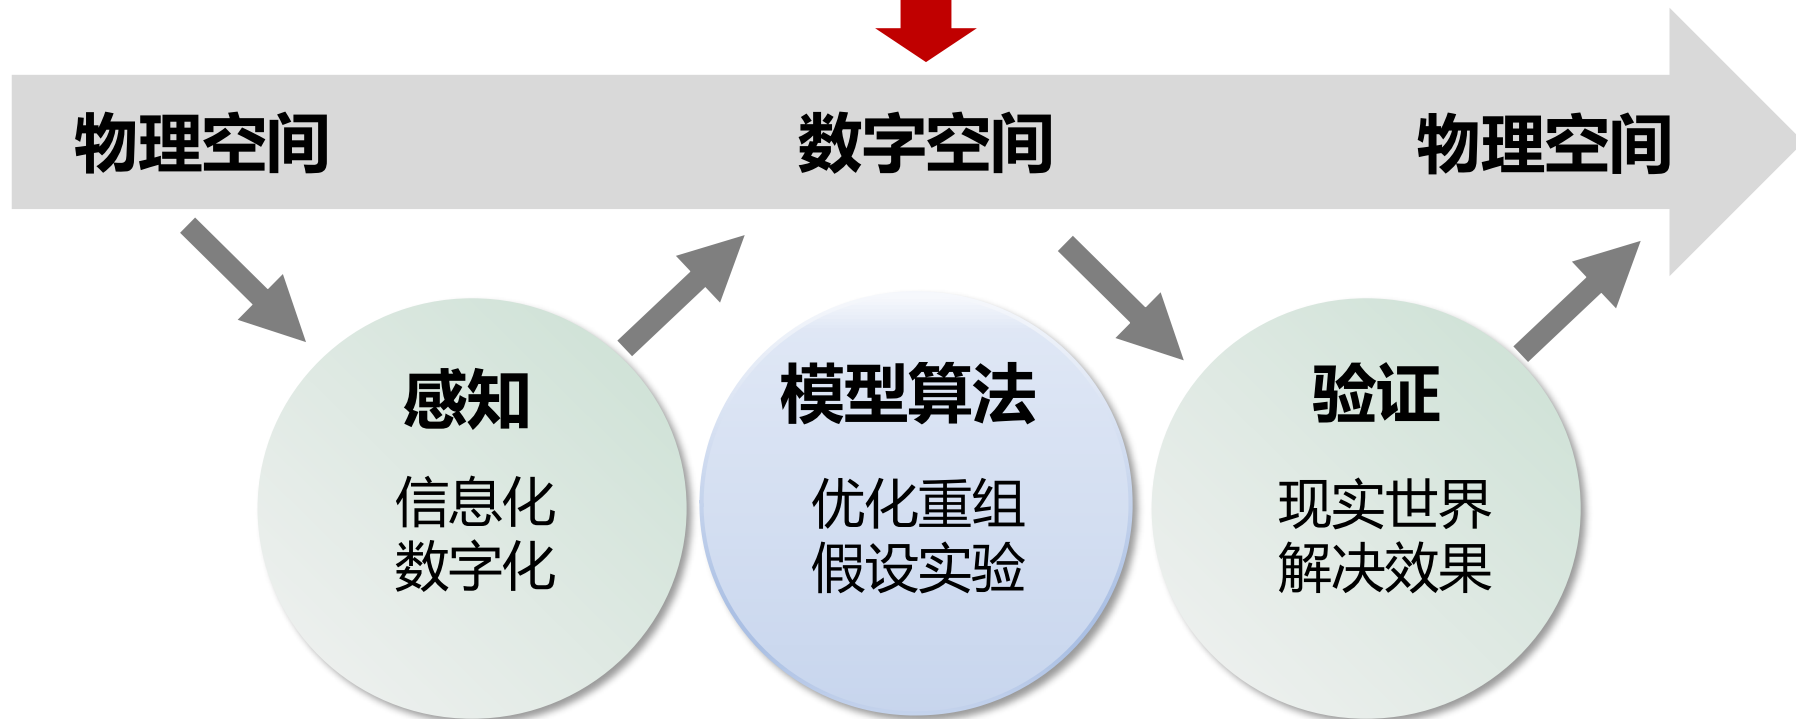 物理空间
数字空间
物理空间
感知
信息化
数字化
模型算法
优化重组
假设实验
验证
现实世界
解决效果